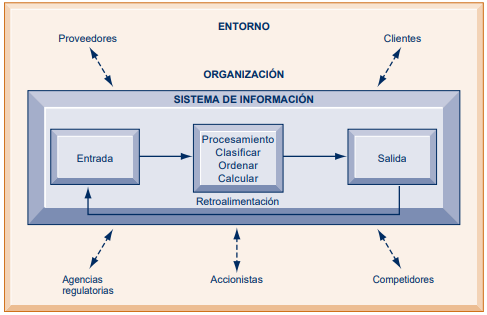 ENTORNO
Proveedores
Clientes
ORGANIZACIÓN
SISTEMA DE INFORMACIÓN
Entrada
Procesamiento
Clasificar
Ordenar
Calcular
Salida
Retroalimentación
Agencias
regulatorias
Accionistas
Competidores